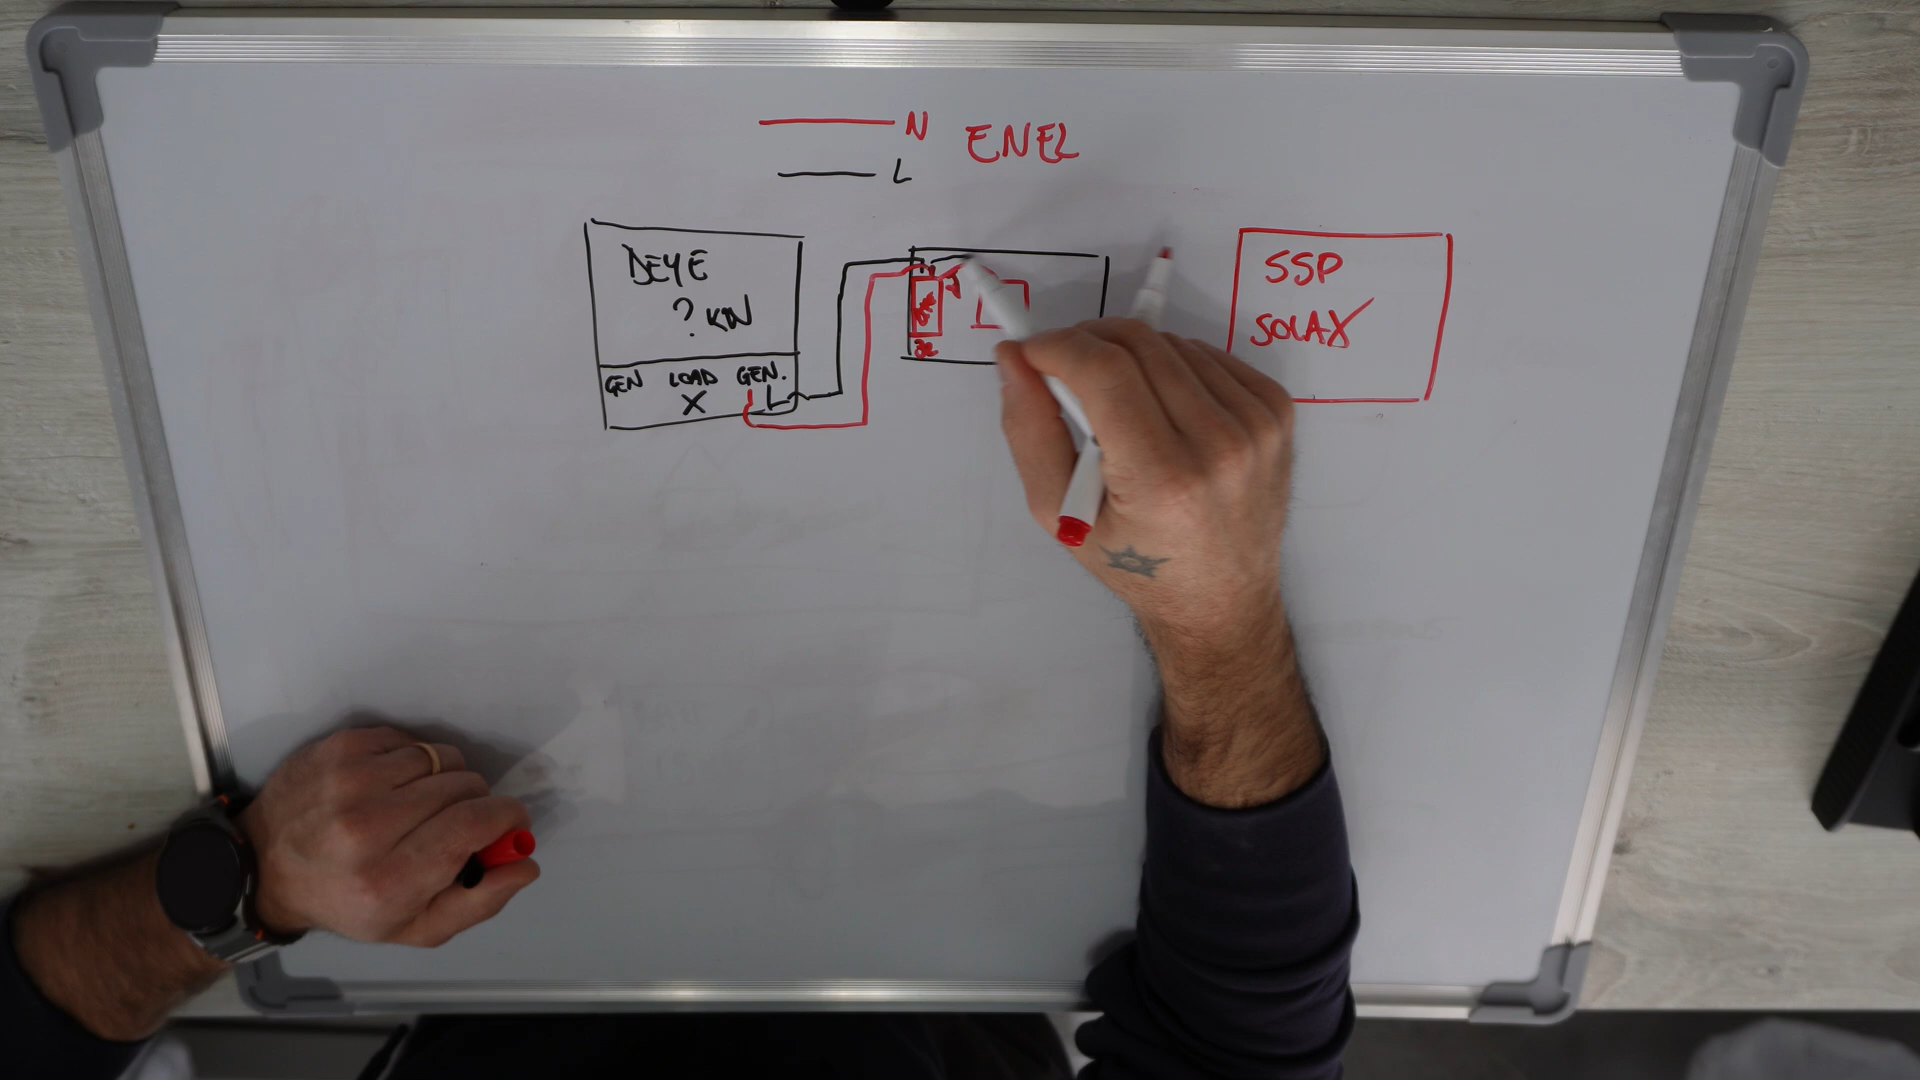 N
ENEL
L
DEYE
? KW
GEN LOAD GEN.
X L
SSP
SOLAX